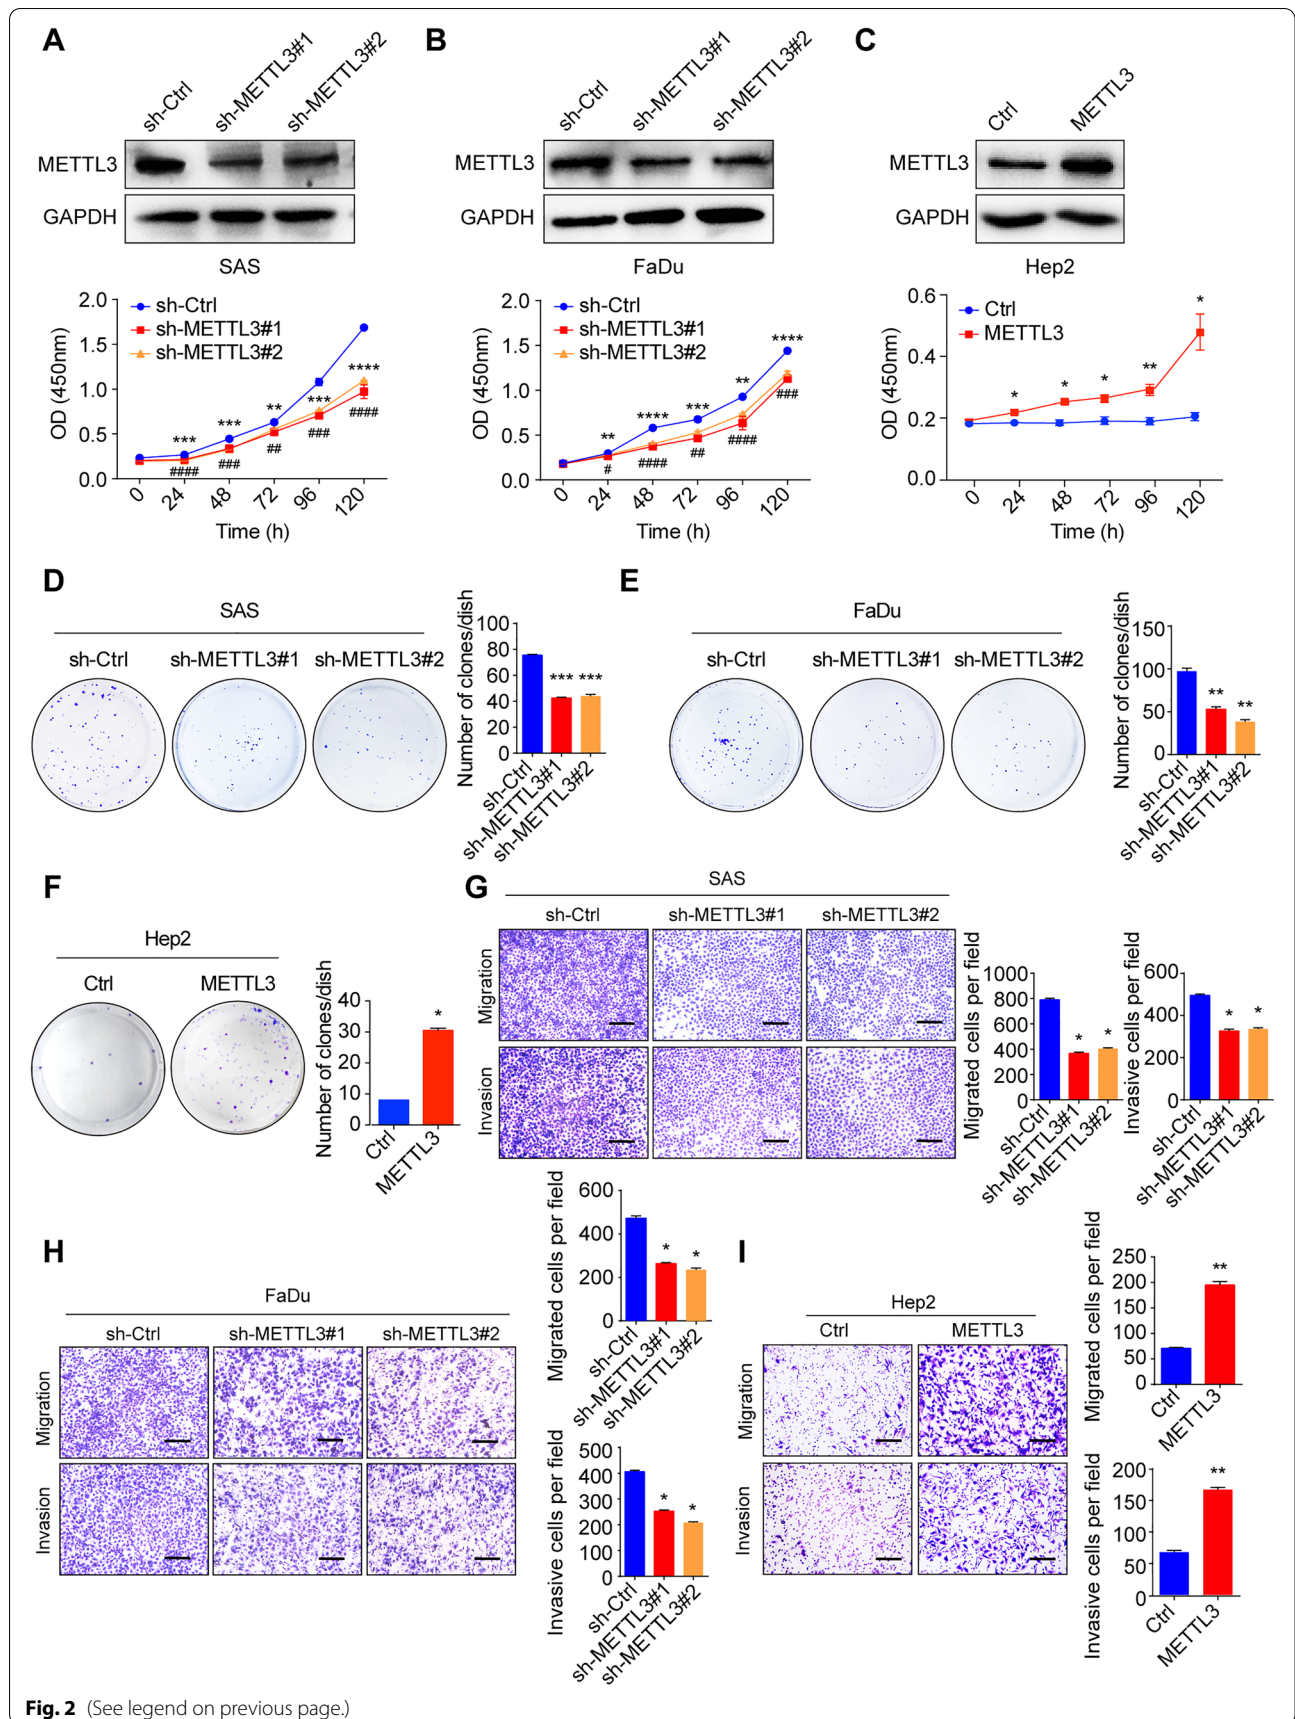 A
sh-Ctrl
sh-METTL3#1
sh-METTL3#2
METTL3
GAPDH
SAS
sh-Ctrl
sh-METTL3#1
sh-METTL3#2
OD (450nm)
2.0
1.5
1.0
0.5
0.0
***
***
**
***
****
####
###
##
###
####
0 24 48 72 96 120
Time (h)
B
sh-Ctrl
sh-METTL3#1
sh-METTL3#2
METTL3
GAPDH
FaDu
sh-Ctrl
sh-METTL3#1
sh-METTL3#2
OD (450nm)
2.0
1.5
1.0
0.5
0.0
**
****
***
**
****
#
####
##
####
###
0 24 48 72 96 120
Time (h)
C
Ctrl
METTL3
METTL3
GAPDH
Hep2
Ctrl
METTL3
OD (450nm)
0.6
0.4
0.2
0.0
*
*
*
**
*
0 24 48 72 96 120
Time (h)
D
SAS
sh-Ctrl sh-METTL3#1 sh-METTL3#2
Number of clones/dish
100
80
60
40
20
0
*** ***
sh-Ctrl
sh-METTL3#1
sh-METTL3#2
E
FaDu
sh-Ctrl sh-METTL3#1 sh-METTL3#2
Number of clones/dish
150
100
50
0
** **
sh-Ctrl
sh-METTL3#1
sh-METTL3#2
F
Hep2
Ctrl METTL3
Number of clones/dish
40
30
20
10
0
*
Ctrl
METTL3
G
SAS
sh-Ctrl sh-METTL3#1 sh-METTL3#2
Migration
Invasion
Migrated cells per field
1000
800
600
400
200
0
* *
sh-Ctrl
sh-METTL3#1
sh-METTL3#2
Invasive cells per field
600
400
200
0
* *
sh-Ctrl
sh-METTL3#1
sh-METTL3#2
H
FaDu
sh-Ctrl sh-METTL3#1 sh-METTL3#2
Migration
Invasion
Migrated cells per field
600
400
200
0
* *
sh-Ctrl
sh-METTL3#1
sh-METTL3#2
Invasive cells per field
500
400
300
200
100
0
* *
sh-Ctrl
sh-METTL3#1
sh-METTL3#2
I
Hep2
Ctrl METTL3
Migration
Invasion
Migrated cells per field
250
200
150
100
50
0
**
Ctrl
METTL3
Invasive cells per field
200
150
100
50
0
**
Ctrl
METTL3
Fig. 2 (See legend on previous page.)